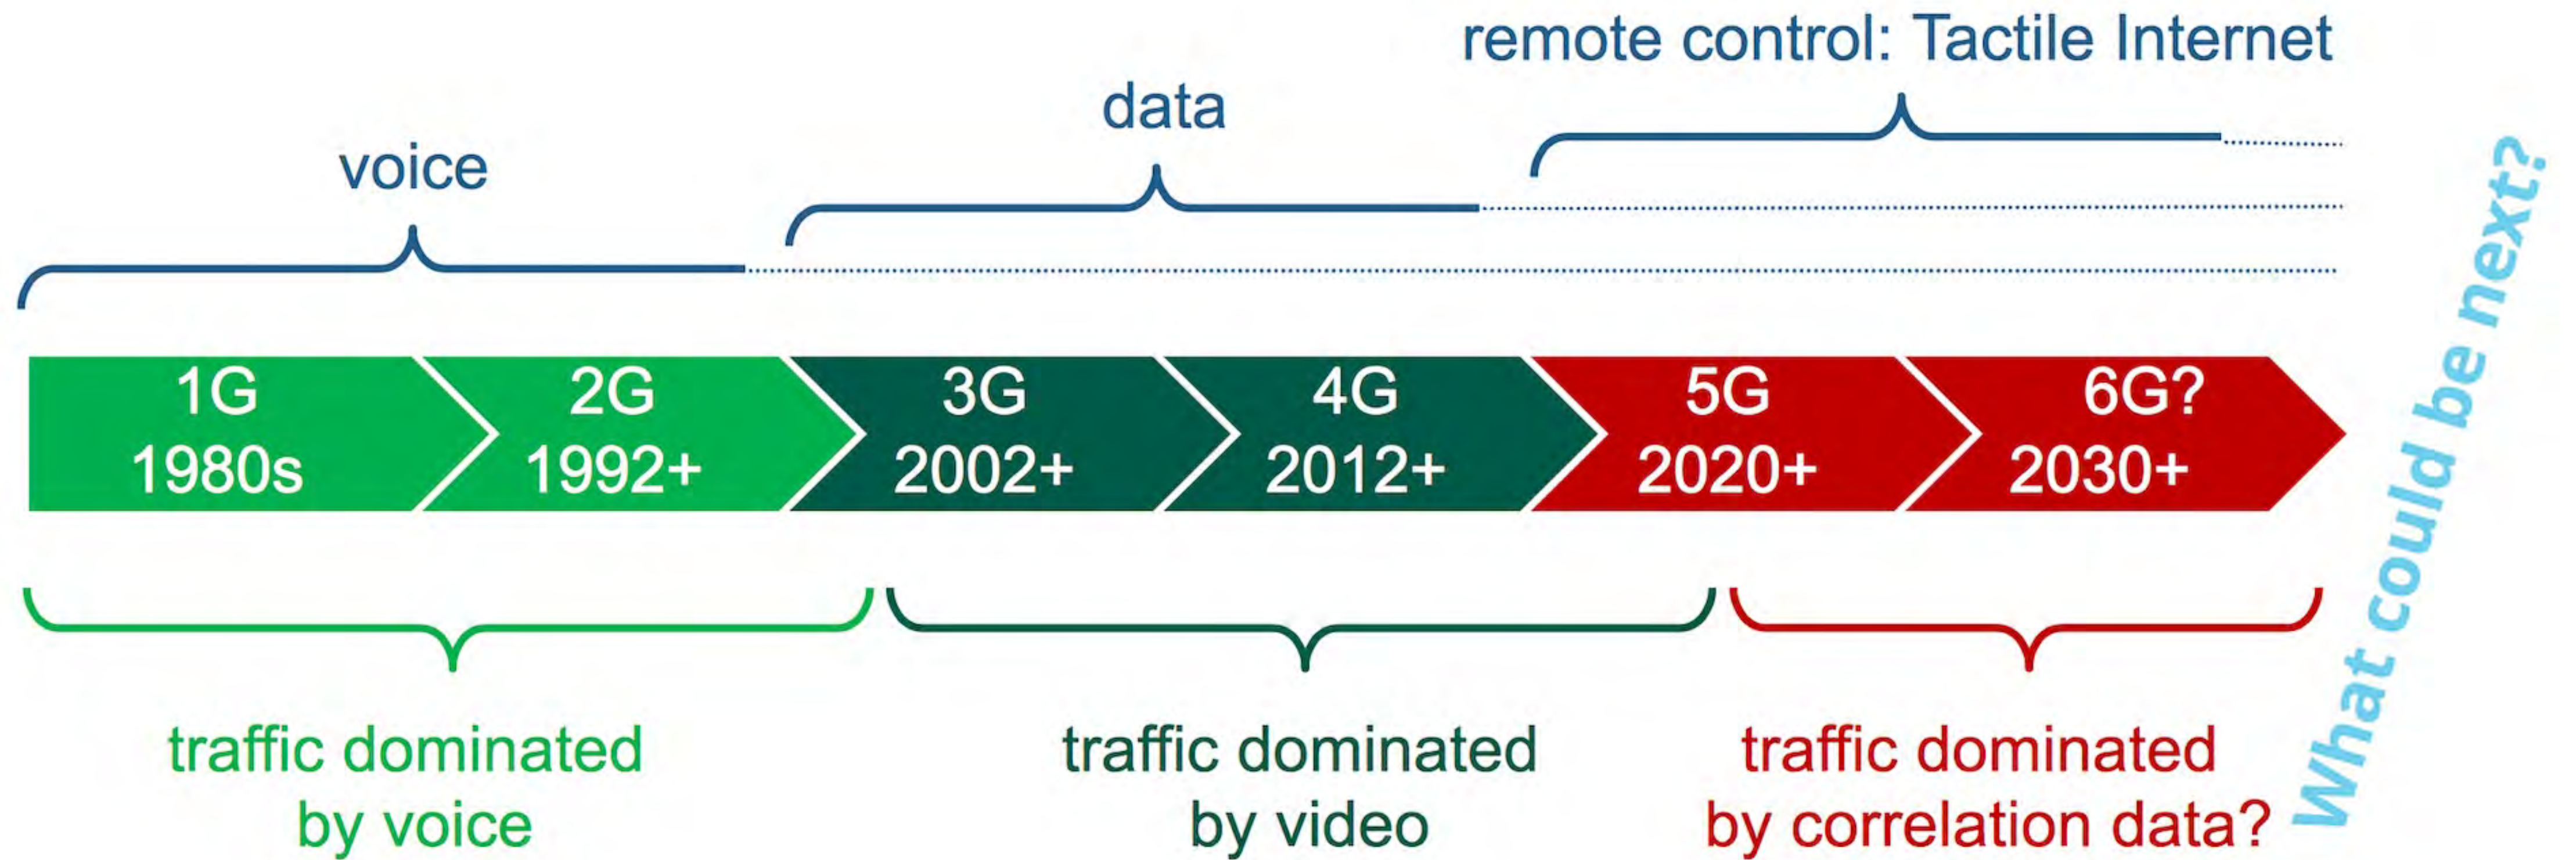 remote control: Tactile Internet
data
voice
1G
1980s
2G
1992+
3G
2002+
4G
2012+
5G
2020+
6G?
2030+
traffic dominated
by voice
traffic dominated
by video
traffic dominated
by correlation data?
What could be next?